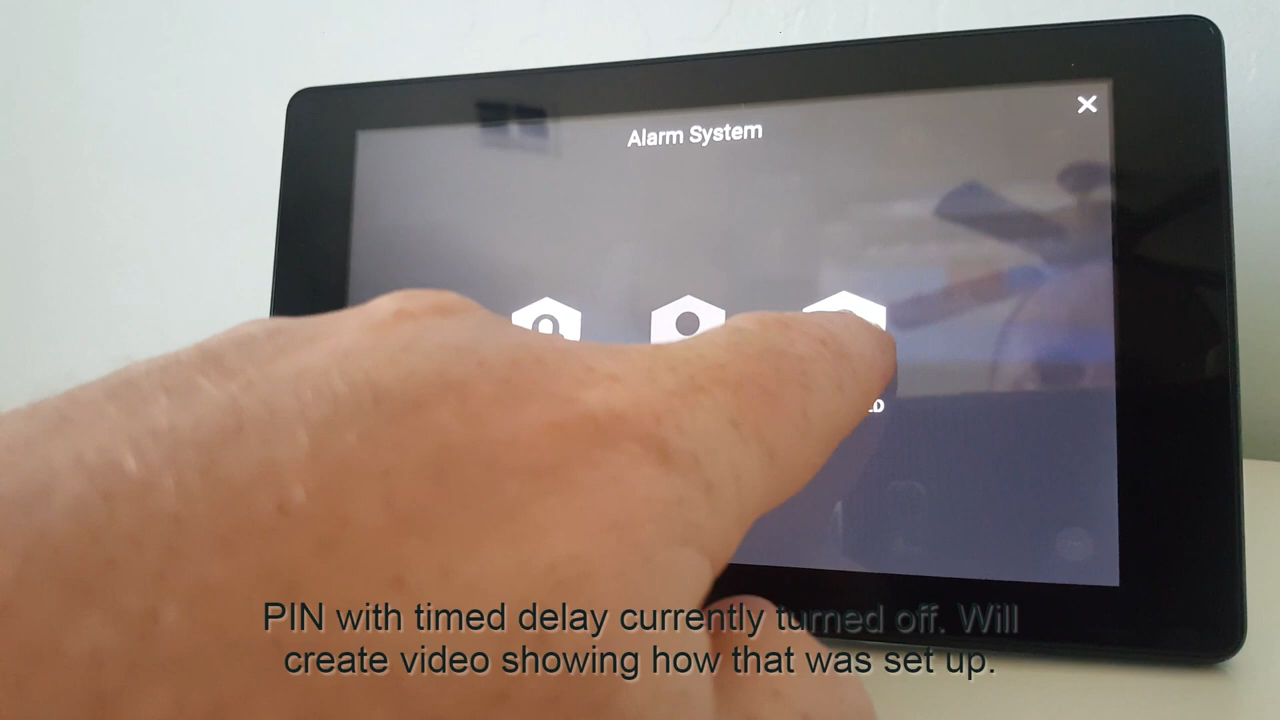 Alarm System
PIN with timed delay currently turned off. Will
create video showing how that was set up.